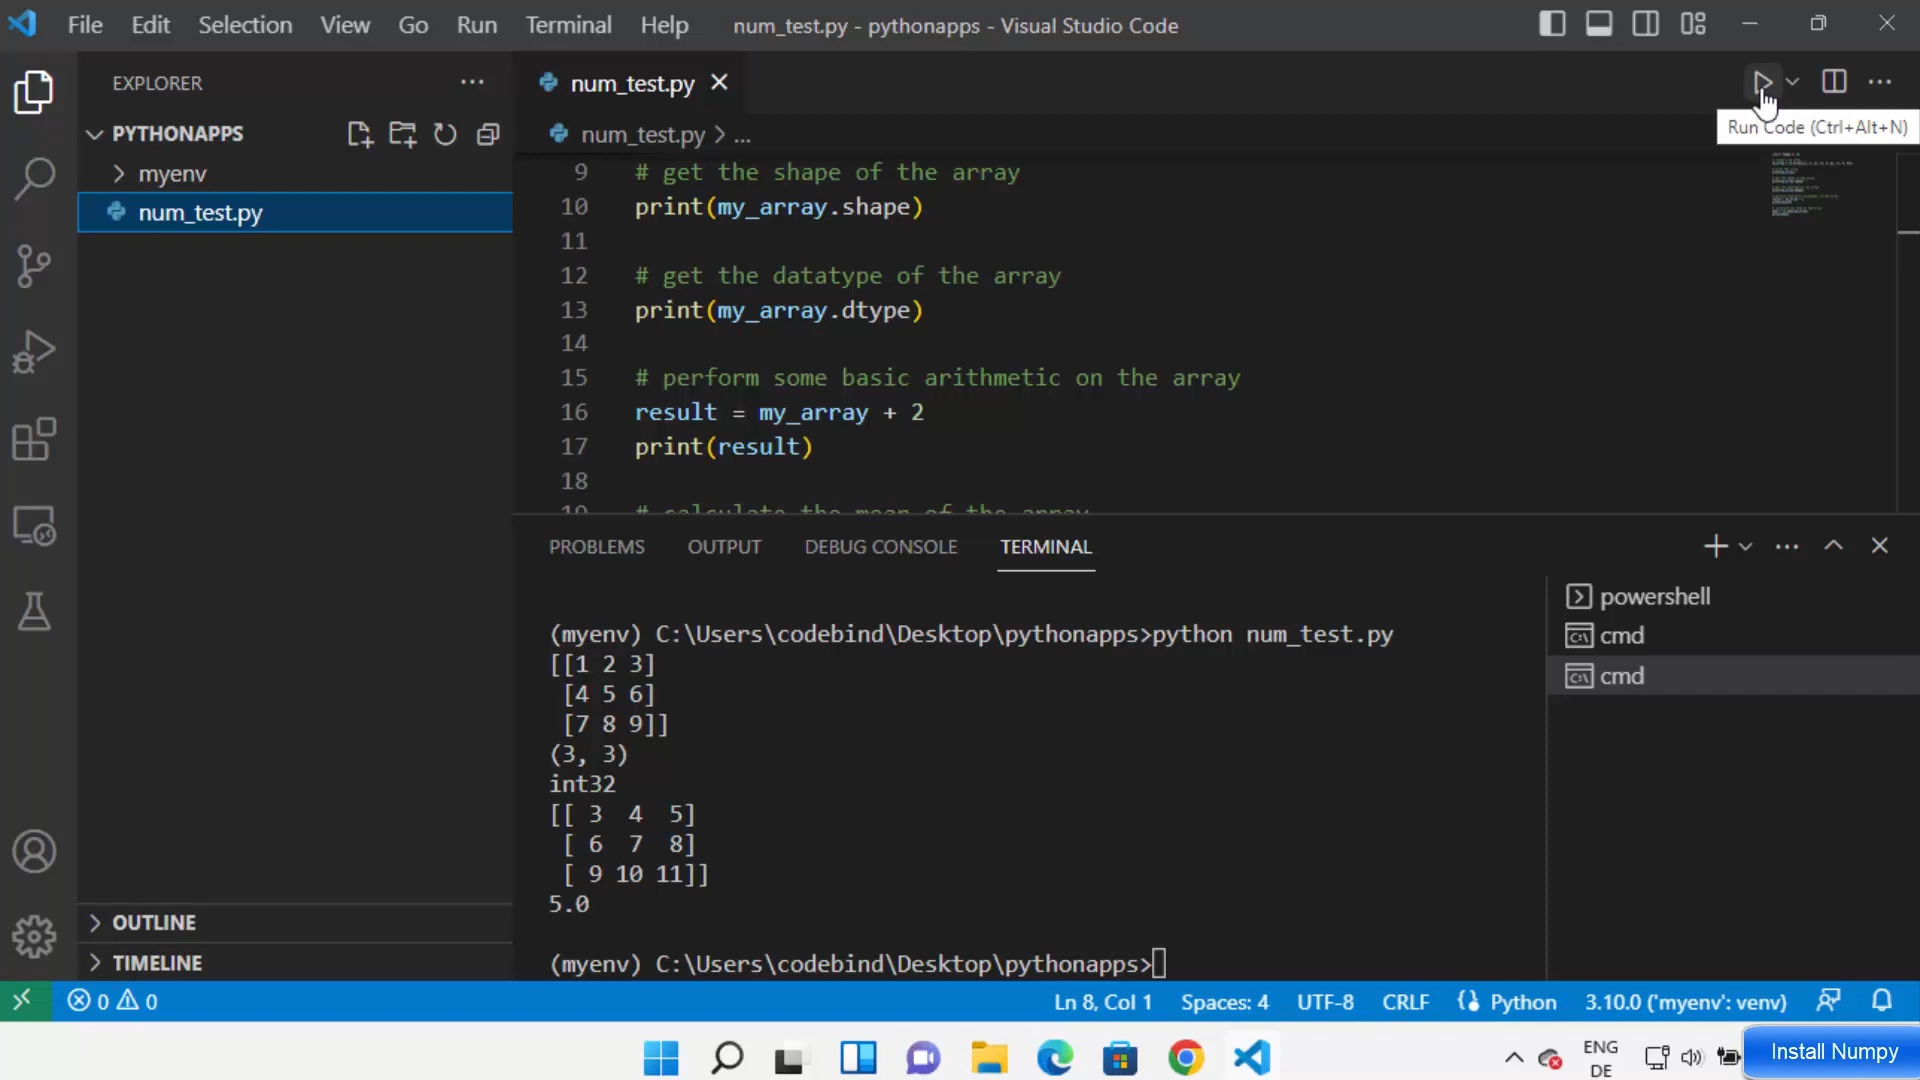 File Edit Selection View Go Run Terminal Help num_test.py - pythonapps - Visual Studio Code
EXPLORER
PYTHONAPPS
myenv
num_test.py
OUTLINE
TIMELINE
num_test.py
Run Code (Ctrl+Alt+N)
num_test.py > ...
9 # get the shape of the array
10 print(my_array.shape)
11
12 # get the datatype of the array
13 print(my_array.dtype)
14
15 # perform some basic arithmetic on the array
16 result = my_array + 2
17 print(result)
18
19 # calculate the mean of the array
PROBLEMS OUTPUT DEBUG CONSOLE TERMINAL
(myenv) C:\Users\codebind\Desktop\pythonapps>python num_test.py
[[1 2 3]
[4 5 6]
[7 8 9]]
(3, 3)
int32
[[ 3 4 5]
[ 6 7 8]
[ 9 10 11]]
5.0
(myenv) C:\Users\codebind\Desktop\pythonapps>
powershell
cmd
cmd
0 0 Ln 8, Col 1 Spaces: 4 UTF-8 CRLF Python 3.10.0 ('myenv': venv)
ENG
DE
Install Numpy